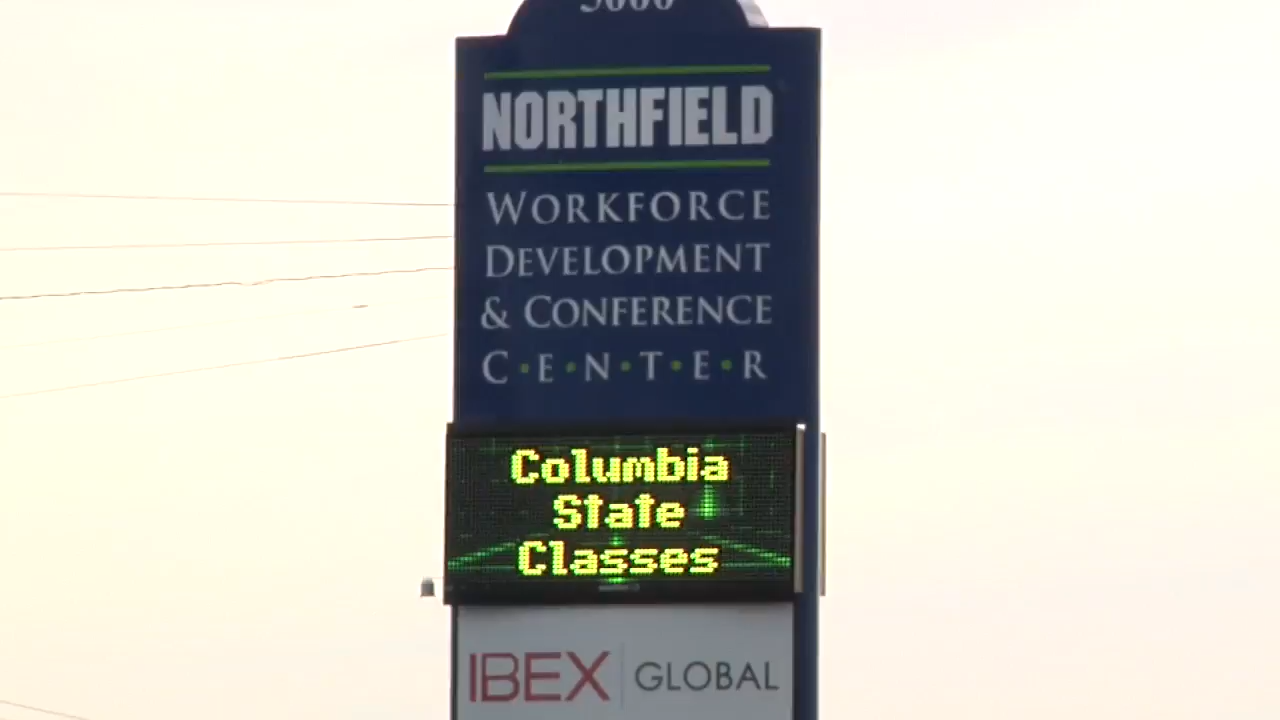 NORTHFIELD
WORKFORCE
DEVELOPMENT
& CONFERENCE
C•E•N•T•E•R
Columbia
State
Classes
IBEX GLOBAL